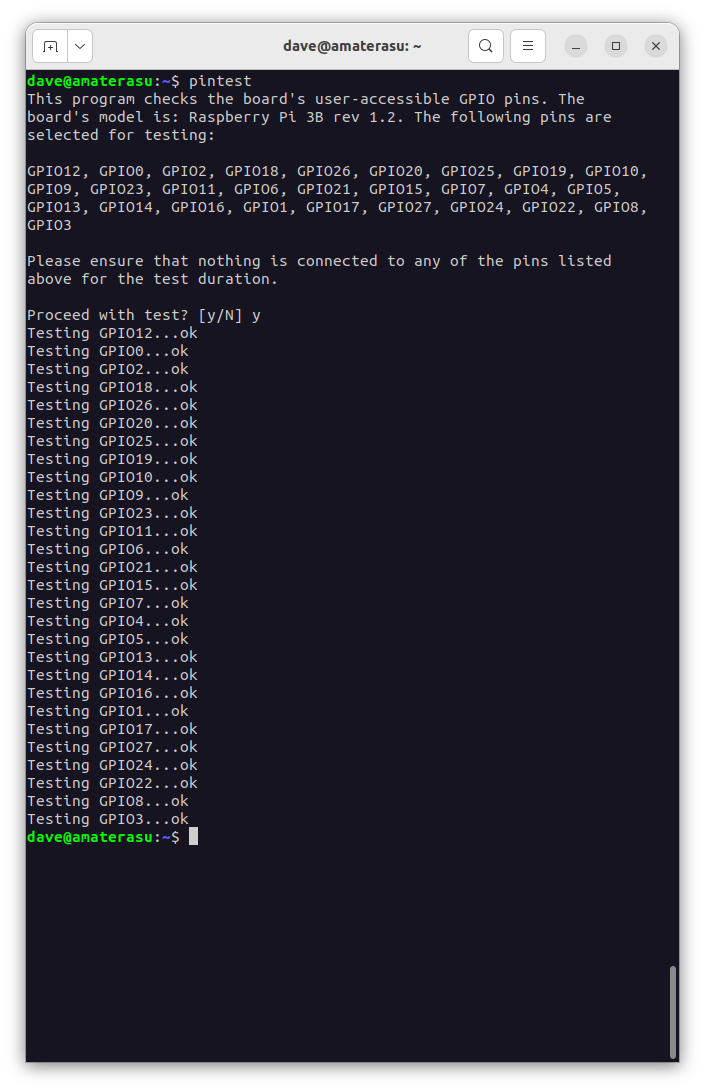 dave@amaterasu: ~
dave@amaterasu:~$ pintest
This program checks the board's user-accessible GPIO pins. The
board's model is: Raspberry Pi 3B rev 1.2. The following pins are
selected for testing:
GPIO12, GPIO0, GPIO2, GPIO18, GPIO26, GPIO20, GPIO25, GPIO19, GPIO10,
GPIO9, GPIO23, GPIO11, GPIO6, GPIO21, GPIO15, GPIO7, GPIO4, GPIO5,
GPIO13, GPIO14, GPIO16, GPIO1, GPIO17, GPIO27, GPIO24, GPIO22, GPIO8,
GPIO3
Please ensure that nothing is connected to any of the pins listed
above for the test duration.
Proceed with test? [y/N] y
Testing GPIO12...ok
Testing GPIO0...ok
Testing GPIO2...ok
Testing GPIO18...ok
Testing GPIO26...ok
Testing GPIO20...ok
Testing GPIO25...ok
Testing GPIO19...ok
Testing GPIO10...ok
Testing GPIO9...ok
Testing GPIO23...ok
Testing GPIO11...ok
Testing GPIO6...ok
Testing GPIO21...ok
Testing GPIO15...ok
Testing GPIO7...ok
Testing GPIO4...ok
Testing GPIO5...ok
Testing GPIO13...ok
Testing GPIO14...ok
Testing GPIO16...ok
Testing GPIO1...ok
Testing GPIO17...ok
Testing GPIO27...ok
Testing GPIO24...ok
Testing GPIO22...ok
Testing GPIO8...ok
Testing GPIO3...ok
dave@amaterasu:~$